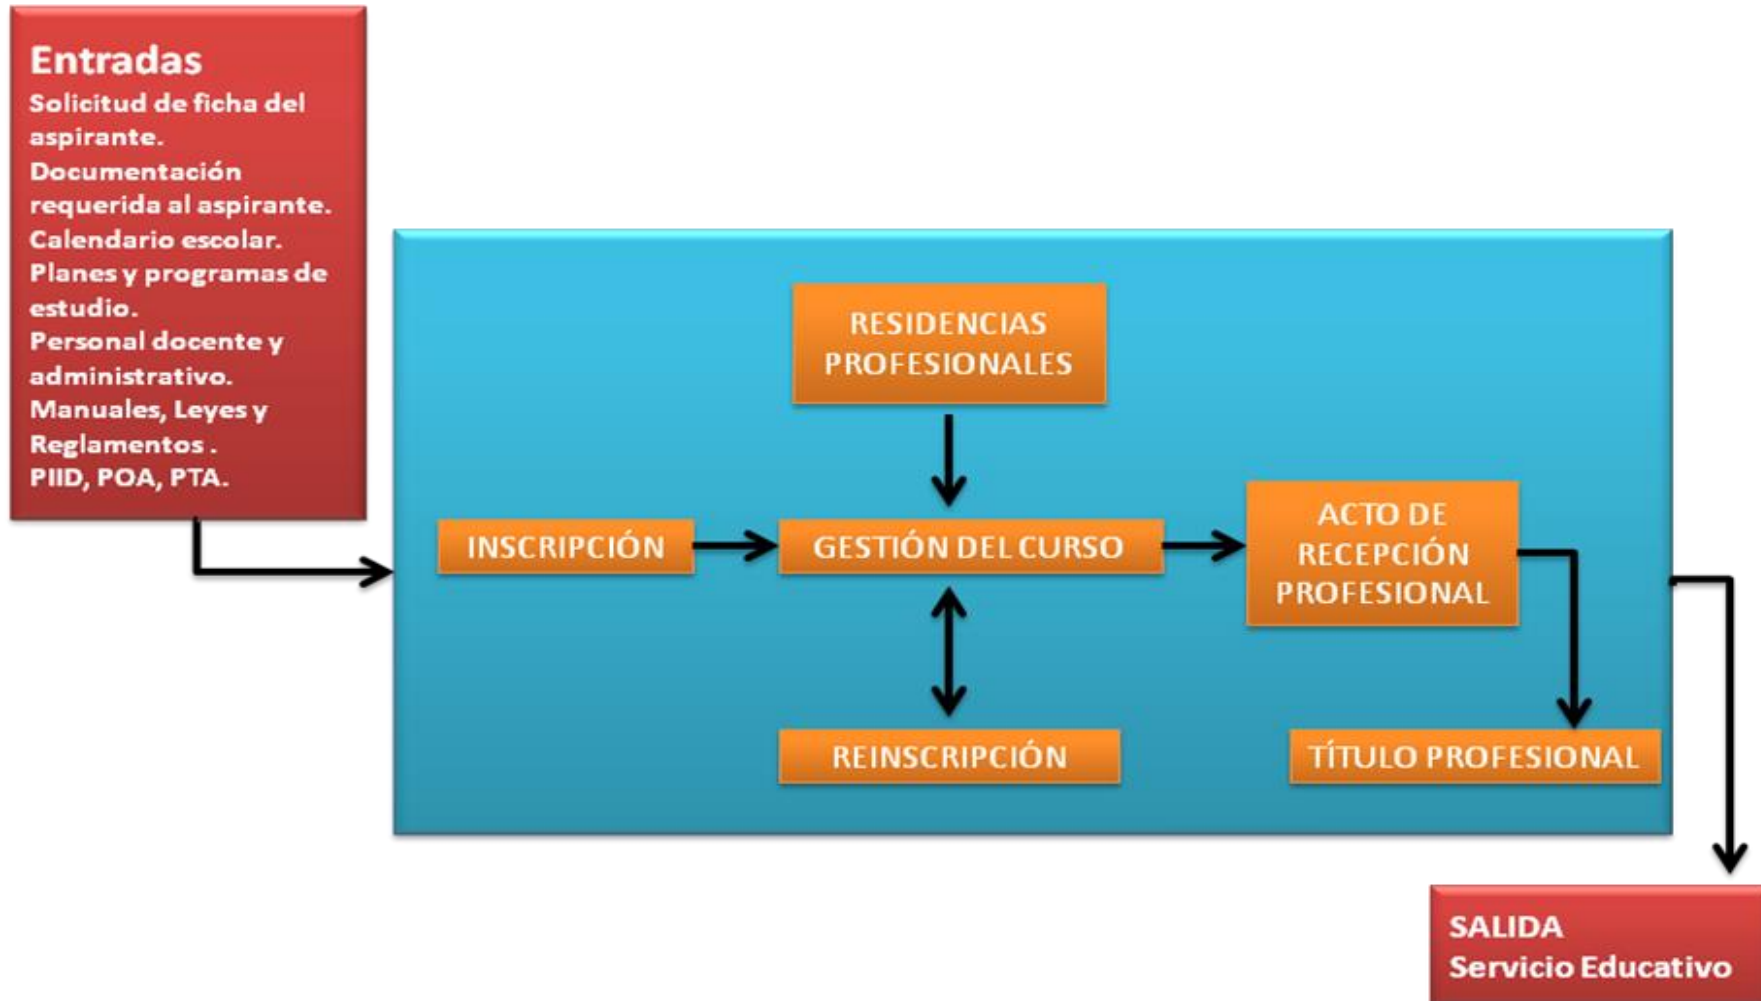 Entradas
Solicitud de ficha del
aspirante.
Documentación
requerida al aspirante.
Calendario escolar.
Planes y programas de
estudio.
Personal docente y
administrativo.
Manuales, Leyes y
Reglamentos .
PIID, POA, PTA.
RESIDENCIAS
PROFESIONALES
INSCRIPCIÓN
GESTIÓN DEL CURSO
ACTO DE
RECEPCIÓN
PROFESIONAL
REINSCRIPCIÓN
TÍTULO PROFESIONAL
SALIDA
Servicio Educativo